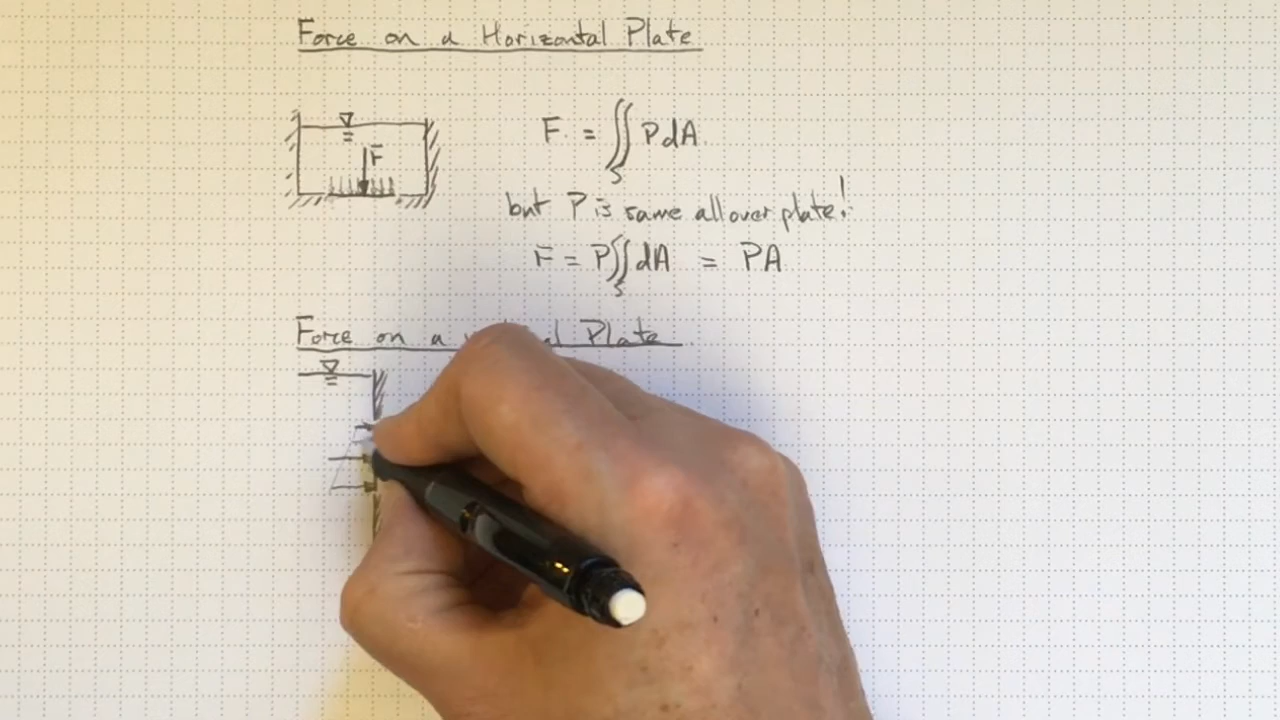 Force on a Horizontal Plate
F
F = ∬ P dA
S
but P is same all over plate!
F = P ∬ dA = PA
S
Force on a Plate